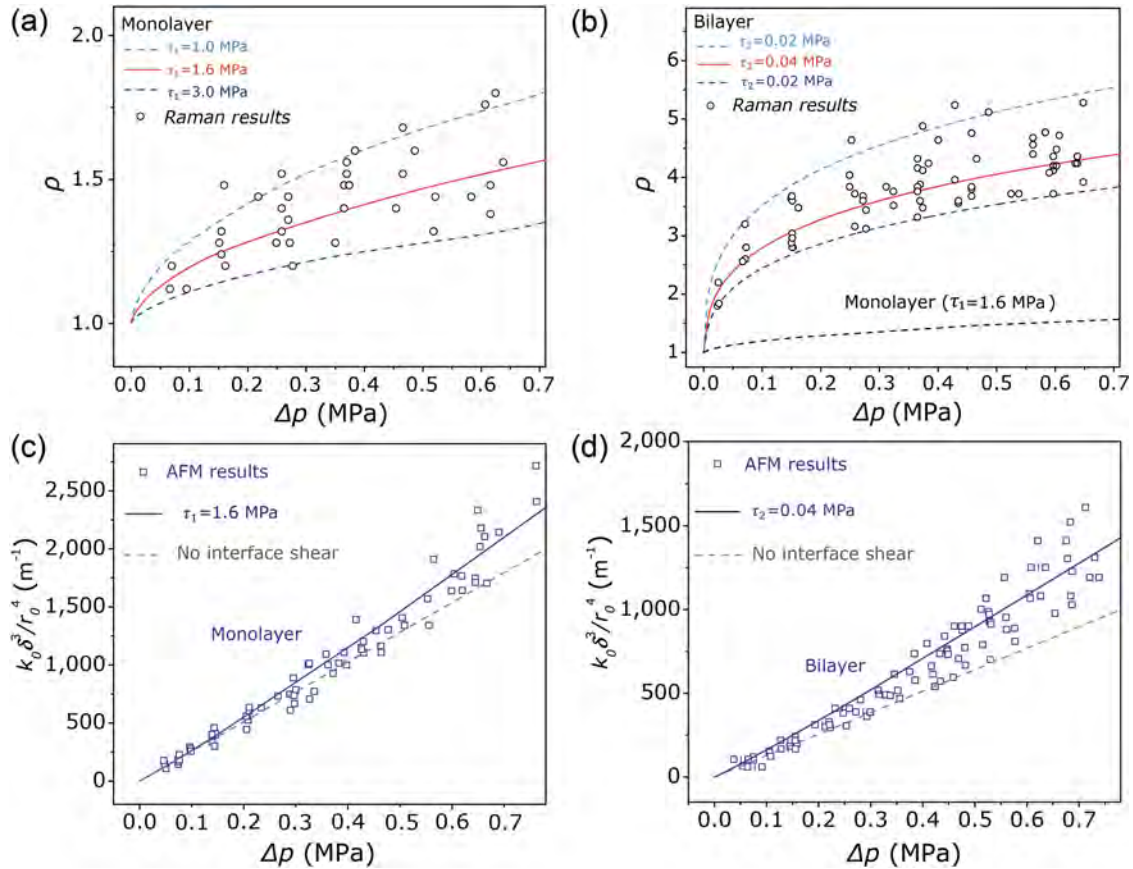 (a)
Monolayer
τ₁=1.0 MPa
τ₁=1.6 MPa
τ₁=3.0 MPa
Raman results
2.0
1.5
1.0
ρ
0.0 0.1 0.2 0.3 0.4 0.5 0.6 0.7
Δp (MPa)
(b)
Bilayer
τ₂=0.02 MPa
τ₂=0.04 MPa
τ₂=0.02 MPa
Raman results
Monolayer (τ₁=1.6 MPa)
6
5
4
3
2
1
ρ
0.0 0.1 0.2 0.3 0.4 0.5 0.6 0.7
Δp (MPa)
(c)
AFM results
τ₁=1.6 MPa
No interface shear
Monolayer
2,500
2,000
1,500
1,000
500
0
k₀δ³/r₀⁴ (m⁻¹)
0.0 0.1 0.2 0.3 0.4 0.5 0.6 0.7
Δp (MPa)
(d)
AFM results
τ₂=0.04 MPa
No interface shear
Bilayer
2,000
1,500
1,000
500
0
k₀δ³/r₀⁴ (m⁻¹)
0.0 0.1 0.2 0.3 0.4 0.5 0.6 0.7
Δp (MPa)